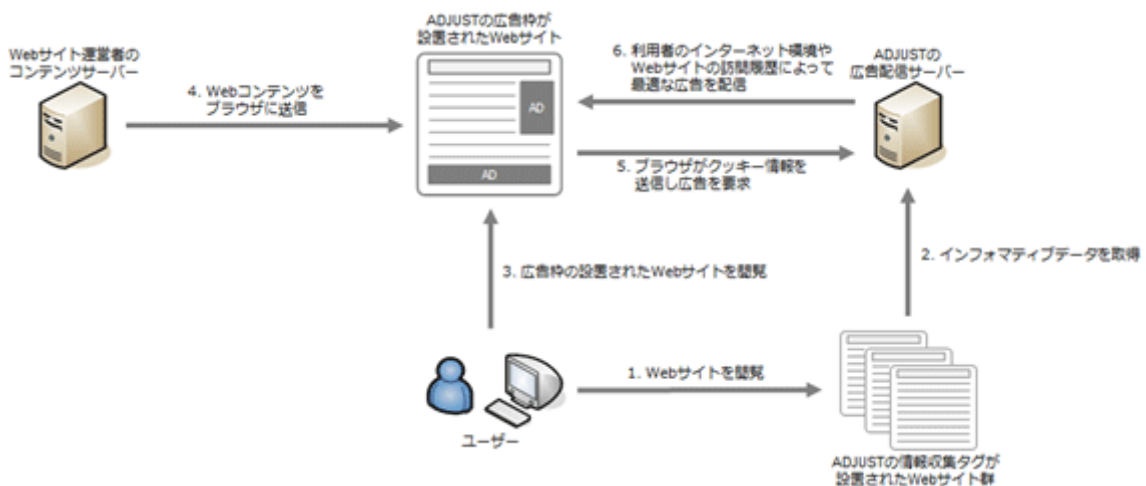 ADJUSTの広告枠が
設置されたWebサイト
Webサイト運営者の
コンテンツサーバー
6. 利用者のインターネット環境や
Webサイトの訪問履歴によって
最適な広告を配信
ADJUSTの
広告配信サーバー
4. Webコンテンツを
ブラウザに送信
AD
AD
5. ブラウザがクッキー情報を
送信し広告を要求
3. 広告枠の設置されたWebサイトを閲覧
2. インフォマティブデータを取得
1. Webサイトを閲覧
ユーザー
ADJUSTの情報収集タグが
設置されたWebサイト群